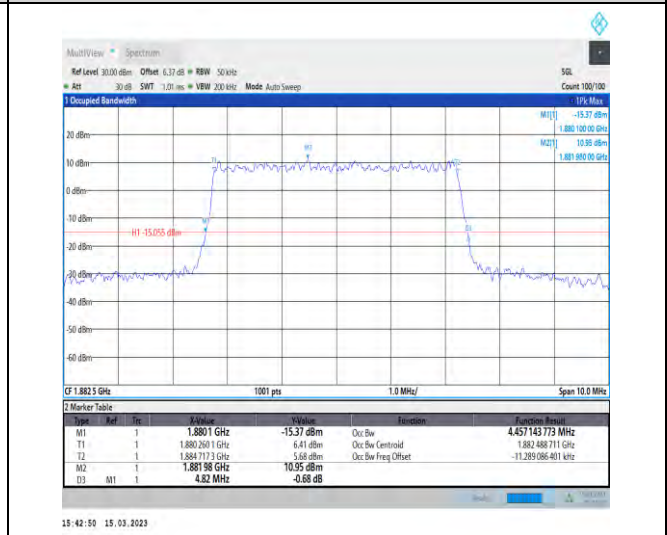 MultiView Spectrum
Ref Level 30.00 dBm Offset 6.37 dB RBW 50 kHz SGL
Att 30 dB SWT 1.01 ms VBW 200 kHz Mode Auto Sweep Count 100/100
1 Occupied Bandwidth 1Pk Max
M1[1] -15.37 dBm
1.880 100 00 GHz
20 dBm
M2[1] 10.95 dBm
1.881 980 00 GHz
M2
10 dBm
T1
T2
0 dBm
-10 dBm
M1
D3
H1 -15.055 dBm
-20 dBm
-30 dBm
-40 dBm
-50 dBm
-60 dBm
CF 1.882 5 GHz 1001 pts 1.0 MHz/ Span 10.0 MHz
2 Marker Table
Type Ref Trc X-Value Y-Value Function Function Result
M1 1 1.8801 GHz -15.37 dBm Occ Bw 4.457 143 773 MHz
T1 1 1.880 260 1 GHz 6.41 dBm Occ Bw Centroid 1.882 488 711 GHz
T2 1 1.884 717 3 GHz 5.68 dBm Occ Bw Freq Offset -11.289 086 401 kHz
M2 1 1.881 98 GHz 10.95 dBm
D3 M1 1 4.82 MHz -0.68 dB
15:42:50 15.03.2023